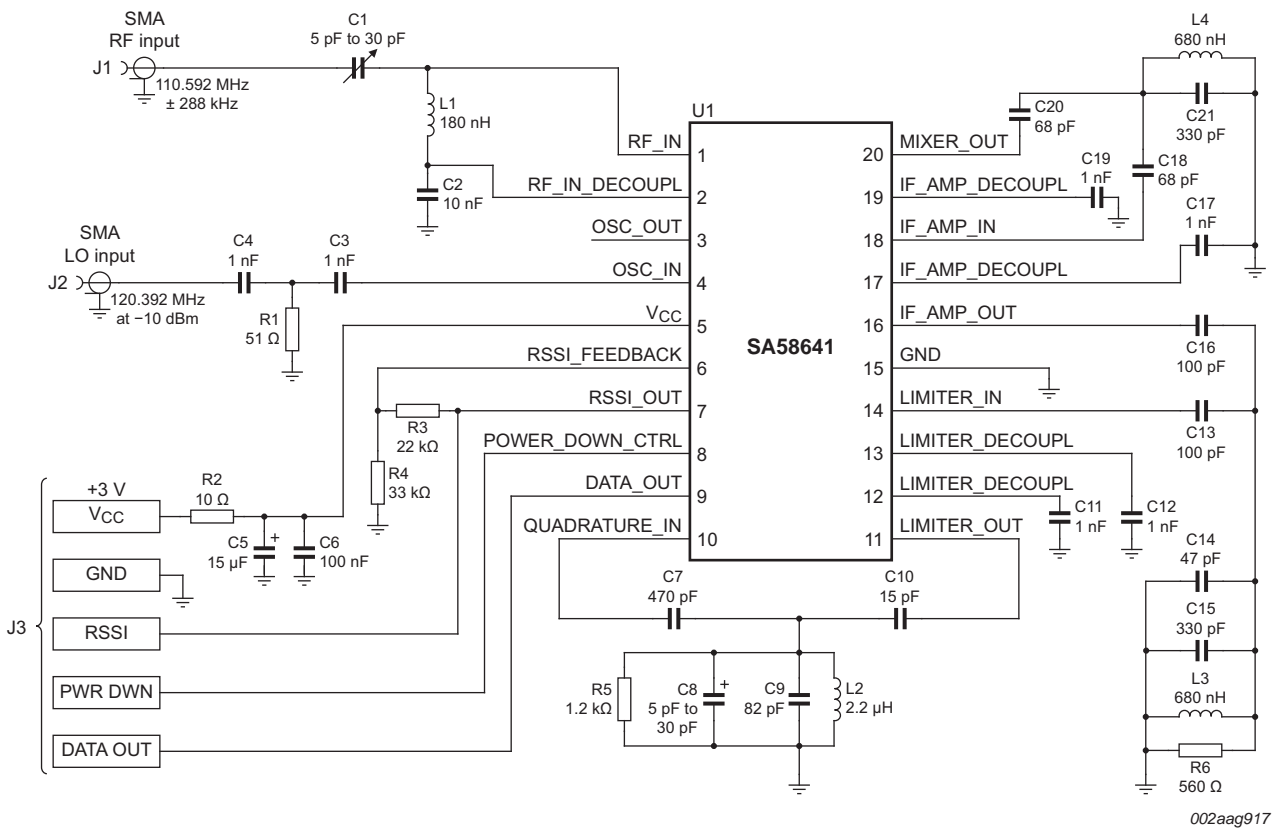 SMA
RF input
J1
110.592 MHz
± 288 kHz
C1
5 pF to 30 pF
L1
180 nH
C2
10 nF
SMA
LO input
J2
120.392 MHz
at −10 dBm
C4
1 nF
C3
1 nF
R1
51 Ω
U1
SA58641
RF_IN
1
RF_IN_DECOUPL
2
OSC_OUT
3
OSC_IN
4
VCC
5
RSSI_FEEDBACK
6
RSSI_OUT
7
POWER_DOWN_CTRL
8
DATA_OUT
9
QUADRATURE_IN
10
20
MIXER_OUT
19
IF_AMP_DECOUPL
18
IF_AMP_IN
17
IF_AMP_DECOUPL
16
IF_AMP_OUT
15
GND
14
LIMITER_IN
13
LIMITER_DECOUPL
12
LIMITER_DECOUPL
11
LIMITER_OUT
R3
22 kΩ
R4
33 kΩ
J3
+3 V
VCC
GND
RSSI
PWR DWN
DATA OUT
R2
10 Ω
C5
+
15 μF
C6
100 nF
C7
470 pF
C10
15 pF
R5
1.2 kΩ
C8
+
5 pF to
30 pF
C9
82 pF
L2
2.2 μH
L4
680 nH
C20
68 pF
C21
330 pF
C19
1 nF
C18
68 pF
C17
1 nF
C16
100 pF
C13
100 pF
C11
1 nF
C12
1 nF
C14
47 pF
C15
330 pF
L3
680 nH
R6
560 Ω
002aag917